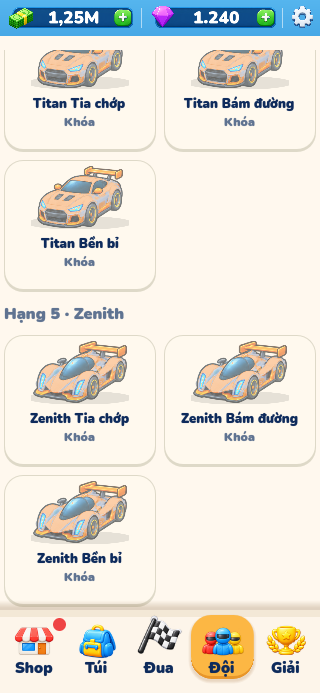 1,25M
1.240
Titan Tia chớp
Khóa
Titan Bám đường
Khóa
Titan Bền bỉ
Khóa
Hạng 5 · Zenith
Zenith Tia chớp
Khóa
Zenith Bám đường
Khóa
Zenith Bền bỉ
Khóa
Shop
Túi
Đua
Đội
Giải